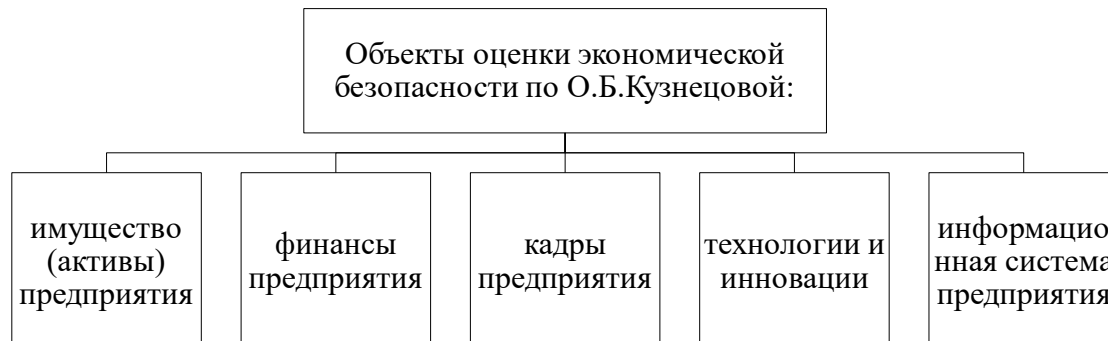 Объекты оценки экономической
безопасности по О.Б.Кузнецовой:
имущество
(активы)
предприятия
финансы
предприятия
кадры
предприятия
технологии и
инновации
информацио
нная система
предприятия